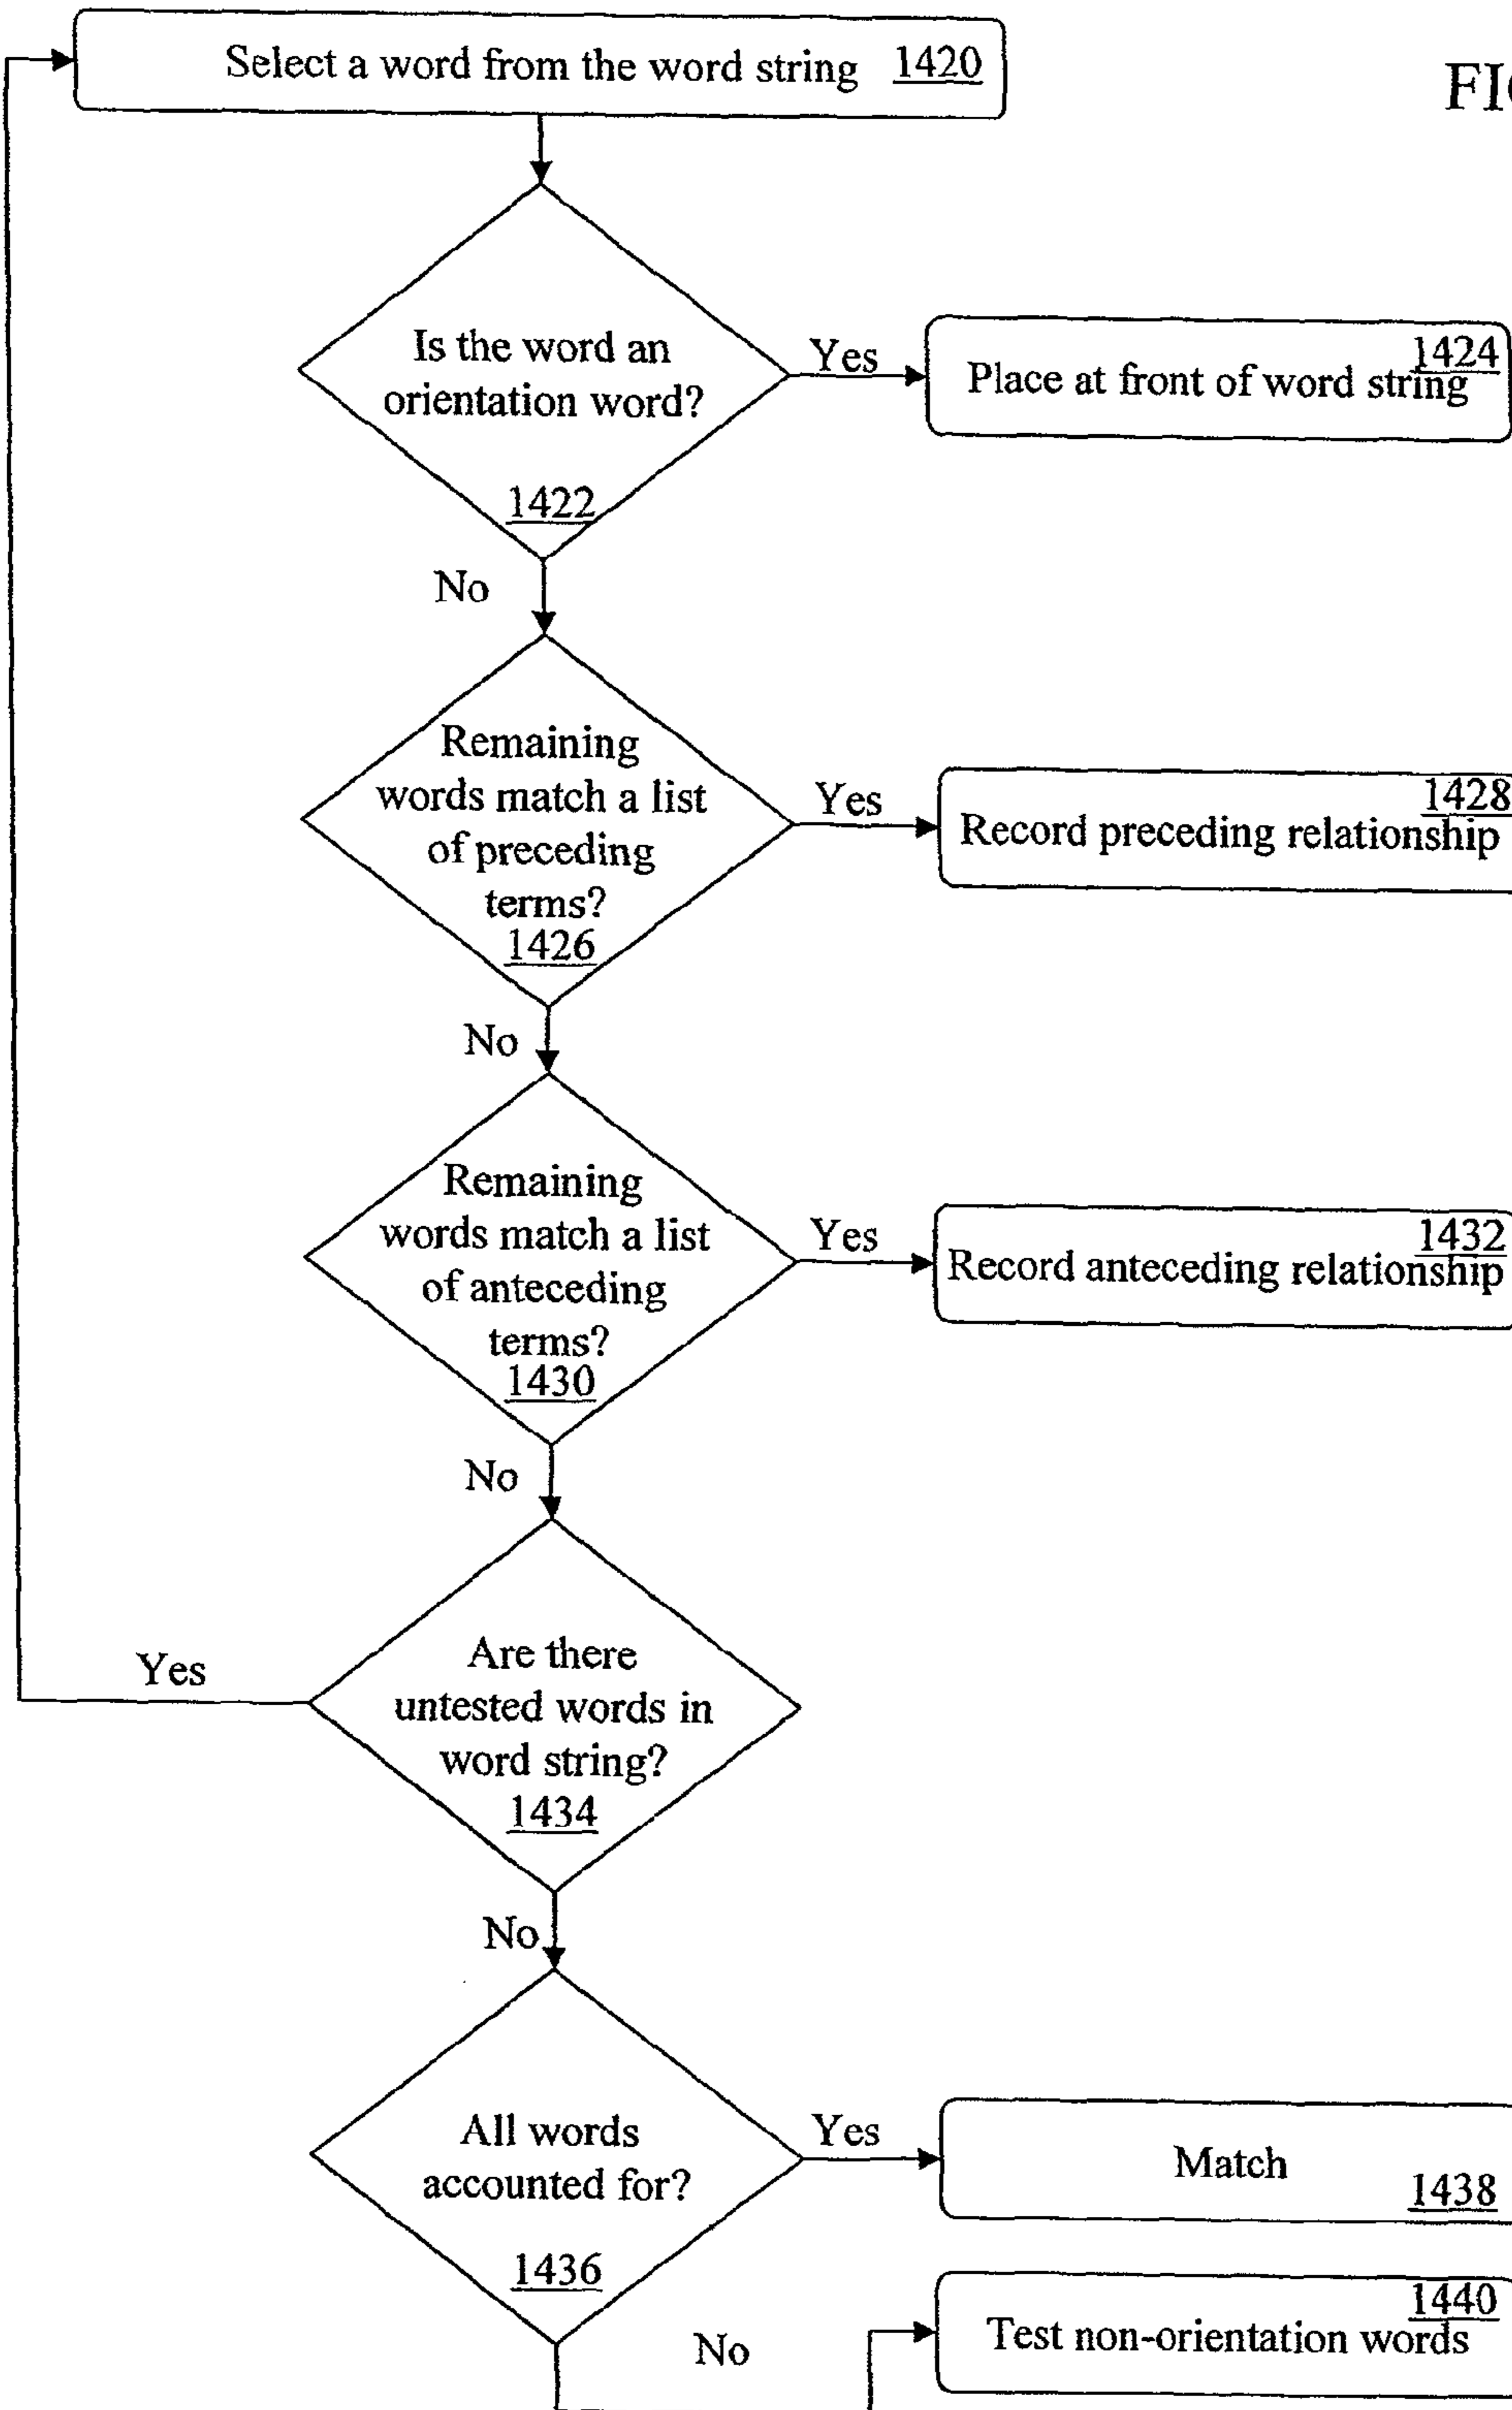 Select a word from the word string 1420
FI
Is the word an
orientation word?
1422
Yes
1424
Place at front of word string
No
Remaining
words match a list
of preceding
terms?
1426
Yes
1428
Record preceding relationship
No
Remaining
words match a list
of anteceding
terms?
1430
Yes
1432
Record anteceding relationship
No
Yes
Are there
untested words in
word string?
1434
No
All words
accounted for?
1436
Yes
Match
1438
No
1440
Test non-orientation words